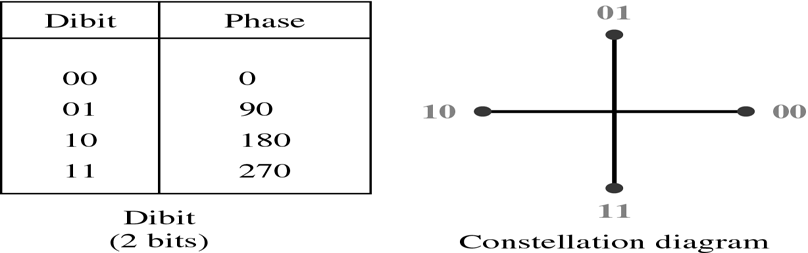 Dibit Phase
00 0
01 90
10 180
11 270
Dibit
(2 bits)
01
10 00
11
Constellation diagram